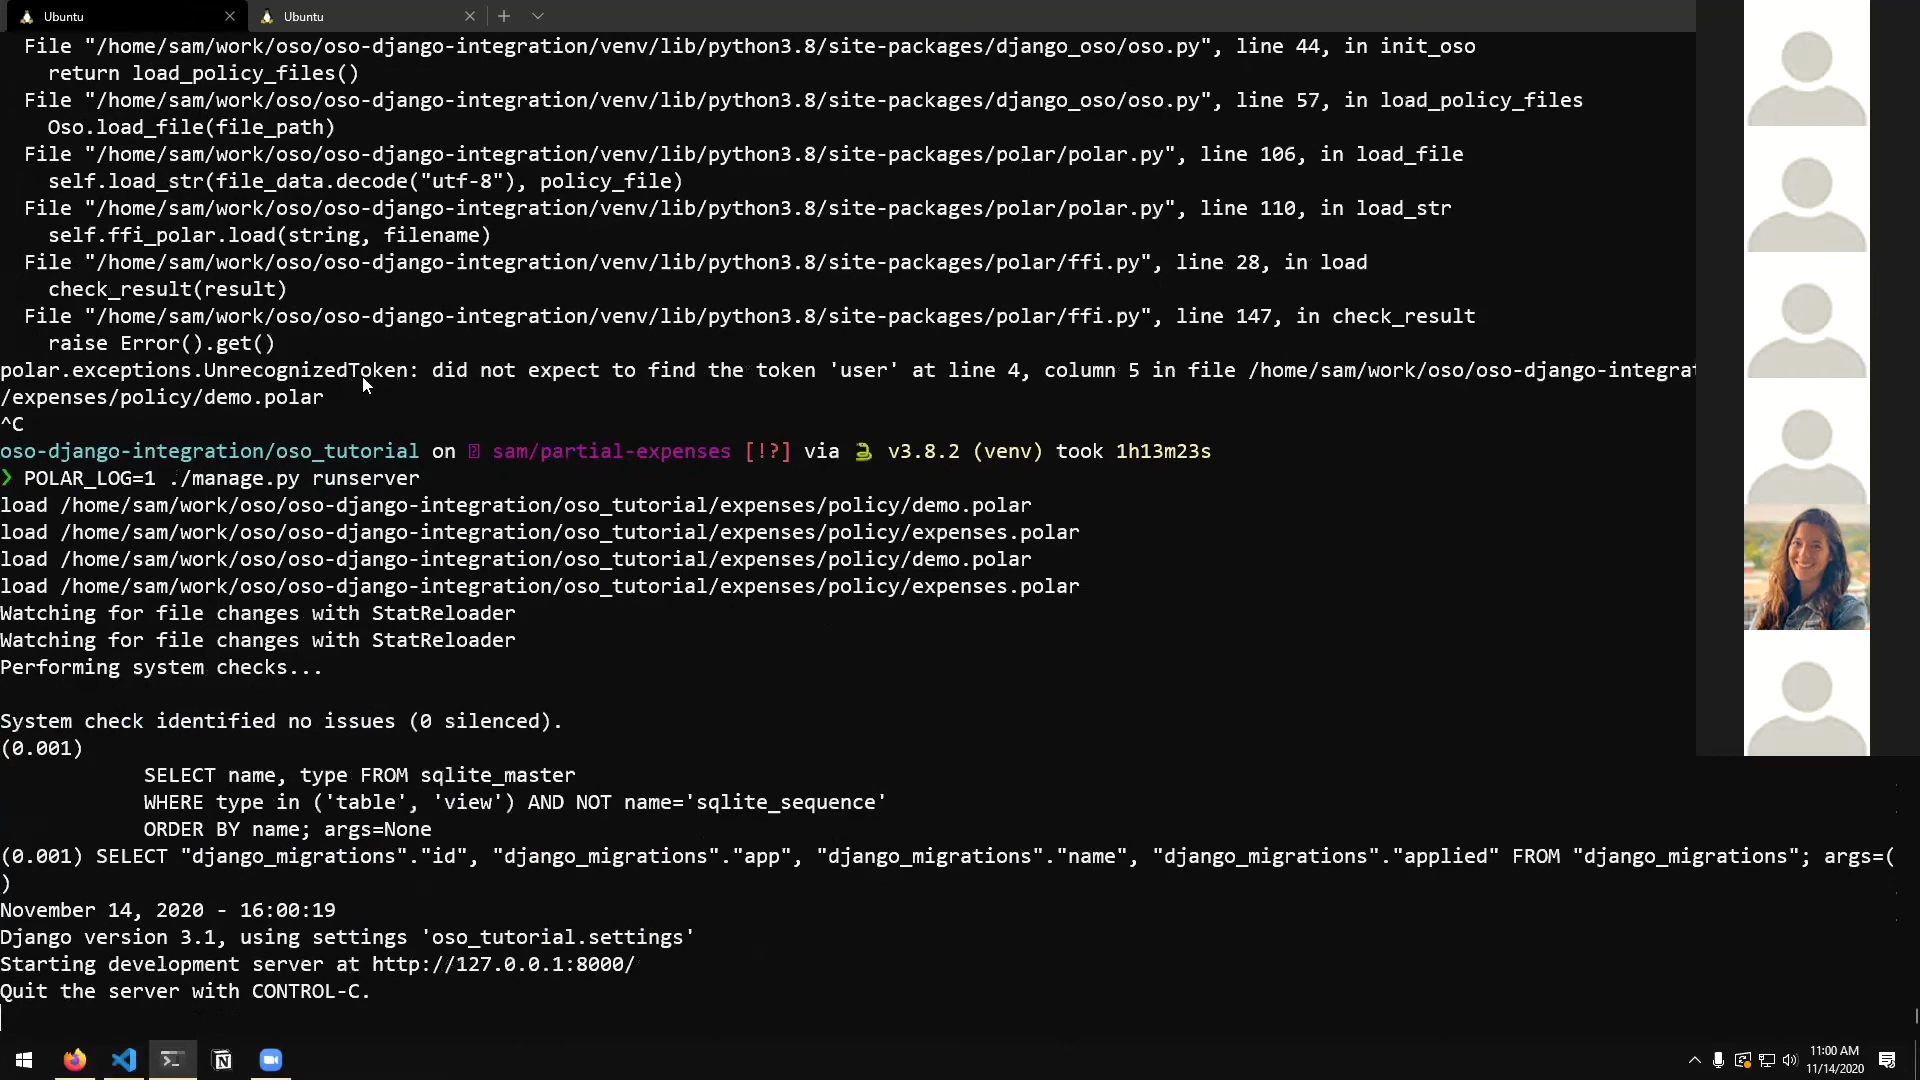 Ubuntu
Ubuntu
File "/home/sam/work/oso/oso-django-integration/venv/lib/python3.8/site-packages/django_oso/oso.py", line 44, in init_oso
return load_policy_files()
File "/home/sam/work/oso/oso-django-integration/venv/lib/python3.8/site-packages/django_oso/oso.py", line 57, in load_policy_files
Oso.load_file(file_path)
File "/home/sam/work/oso/oso-django-integration/venv/lib/python3.8/site-packages/polar/polar.py", line 106, in load_file
self.load_str(file_data.decode("utf-8"), policy_file)
File "/home/sam/work/oso/oso-django-integration/venv/lib/python3.8/site-packages/polar/polar.py", line 110, in load_str
self.ffi_polar.load(string, filename)
File "/home/sam/work/oso/oso-django-integration/venv/lib/python3.8/site-packages/polar/ffi.py", line 28, in load
check_result(result)
File "/home/sam/work/oso/oso-django-integration/venv/lib/python3.8/site-packages/polar/ffi.py", line 147, in check_result
raise Error().get()
polar.exceptions.UnrecognizedToken: did not expect to find the token 'user' at line 4, column 5 in file /home/sam/work/oso/oso-django-integrat
/expenses/policy/demo.polar
^C
oso-django-integration/oso_tutorial on sam/partial-expenses [!?] via v3.8.2 (venv) took 1h13m23s
❯ POLAR_LOG=1 ./manage.py runserver
load /home/sam/work/oso/oso-django-integration/oso_tutorial/expenses/policy/demo.polar
load /home/sam/work/oso/oso-django-integration/oso_tutorial/expenses/policy/expenses.polar
load /home/sam/work/oso/oso-django-integration/oso_tutorial/expenses/policy/demo.polar
load /home/sam/work/oso/oso-django-integration/oso_tutorial/expenses/policy/expenses.polar
Watching for file changes with StatReloader
Watching for file changes with StatReloader
Performing system checks...
System check identified no issues (0 silenced).
(0.001)
SELECT name, type FROM sqlite_master
WHERE type in ('table', 'view') AND NOT name='sqlite_sequence'
ORDER BY name; args=None
(0.001) SELECT "django_migrations"."id", "django_migrations"."app", "django_migrations"."name", "django_migrations"."applied" FROM "django_migrations"; args=(
)
November 14, 2020 - 16:00:19
Django version 3.1, using settings 'oso_tutorial.settings'
Starting development server at http://127.0.0.1:8000/
Quit the server with CONTROL-C.
11:00 AM
11/14/2020